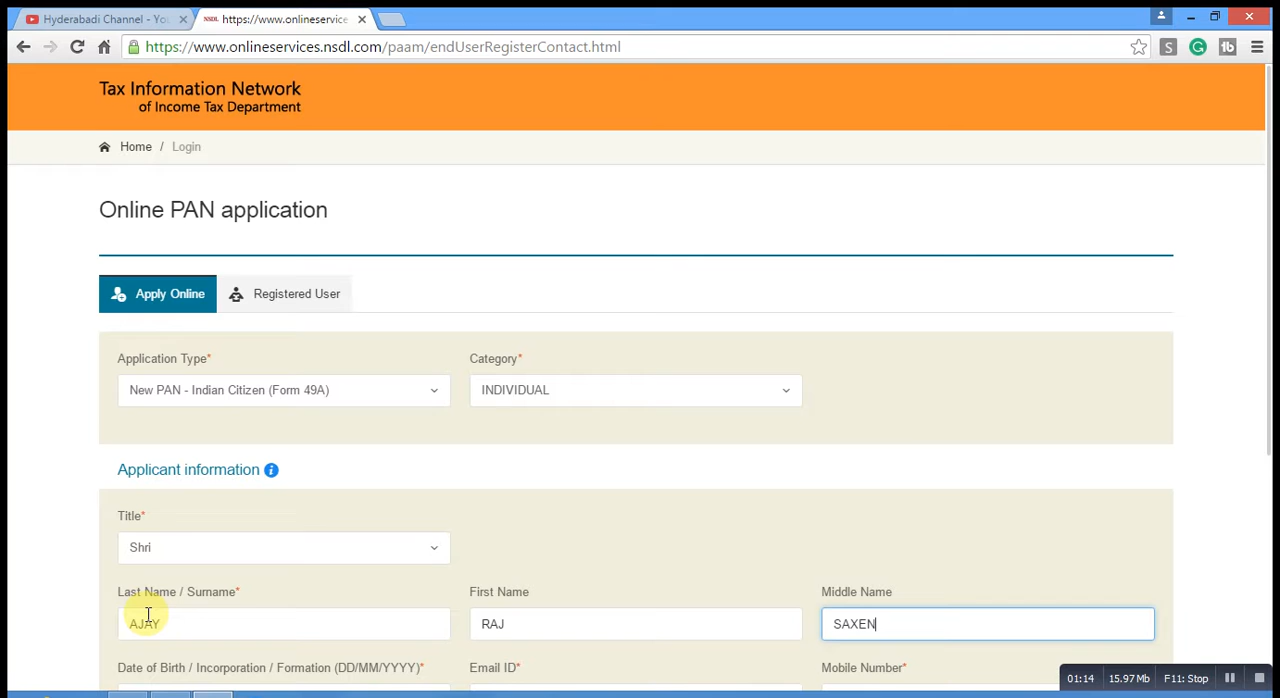 Hyderabadi Channel - You
NSDL https://www.onlineservice
https://www.onlineservices.nsdl.com/paam/endUserRegisterContact.html
S
Tax Information Network
of Income Tax Department
Home / Login
Online PAN application
Apply Online
Registered User
Application Type*
Category*
New PAN - Indian Citizen (Form 49A)
INDIVIDUAL
Applicant information i
Title*
Shri
Last Name / Surname*
First Name
Middle Name
AJAY
RAJ
SAXEN
Date of Birth / Incorporation / Formation (DD/MM/YYYY)*
Email ID*
Mobile Number*
01:14 15.97 Mb F11: Stop